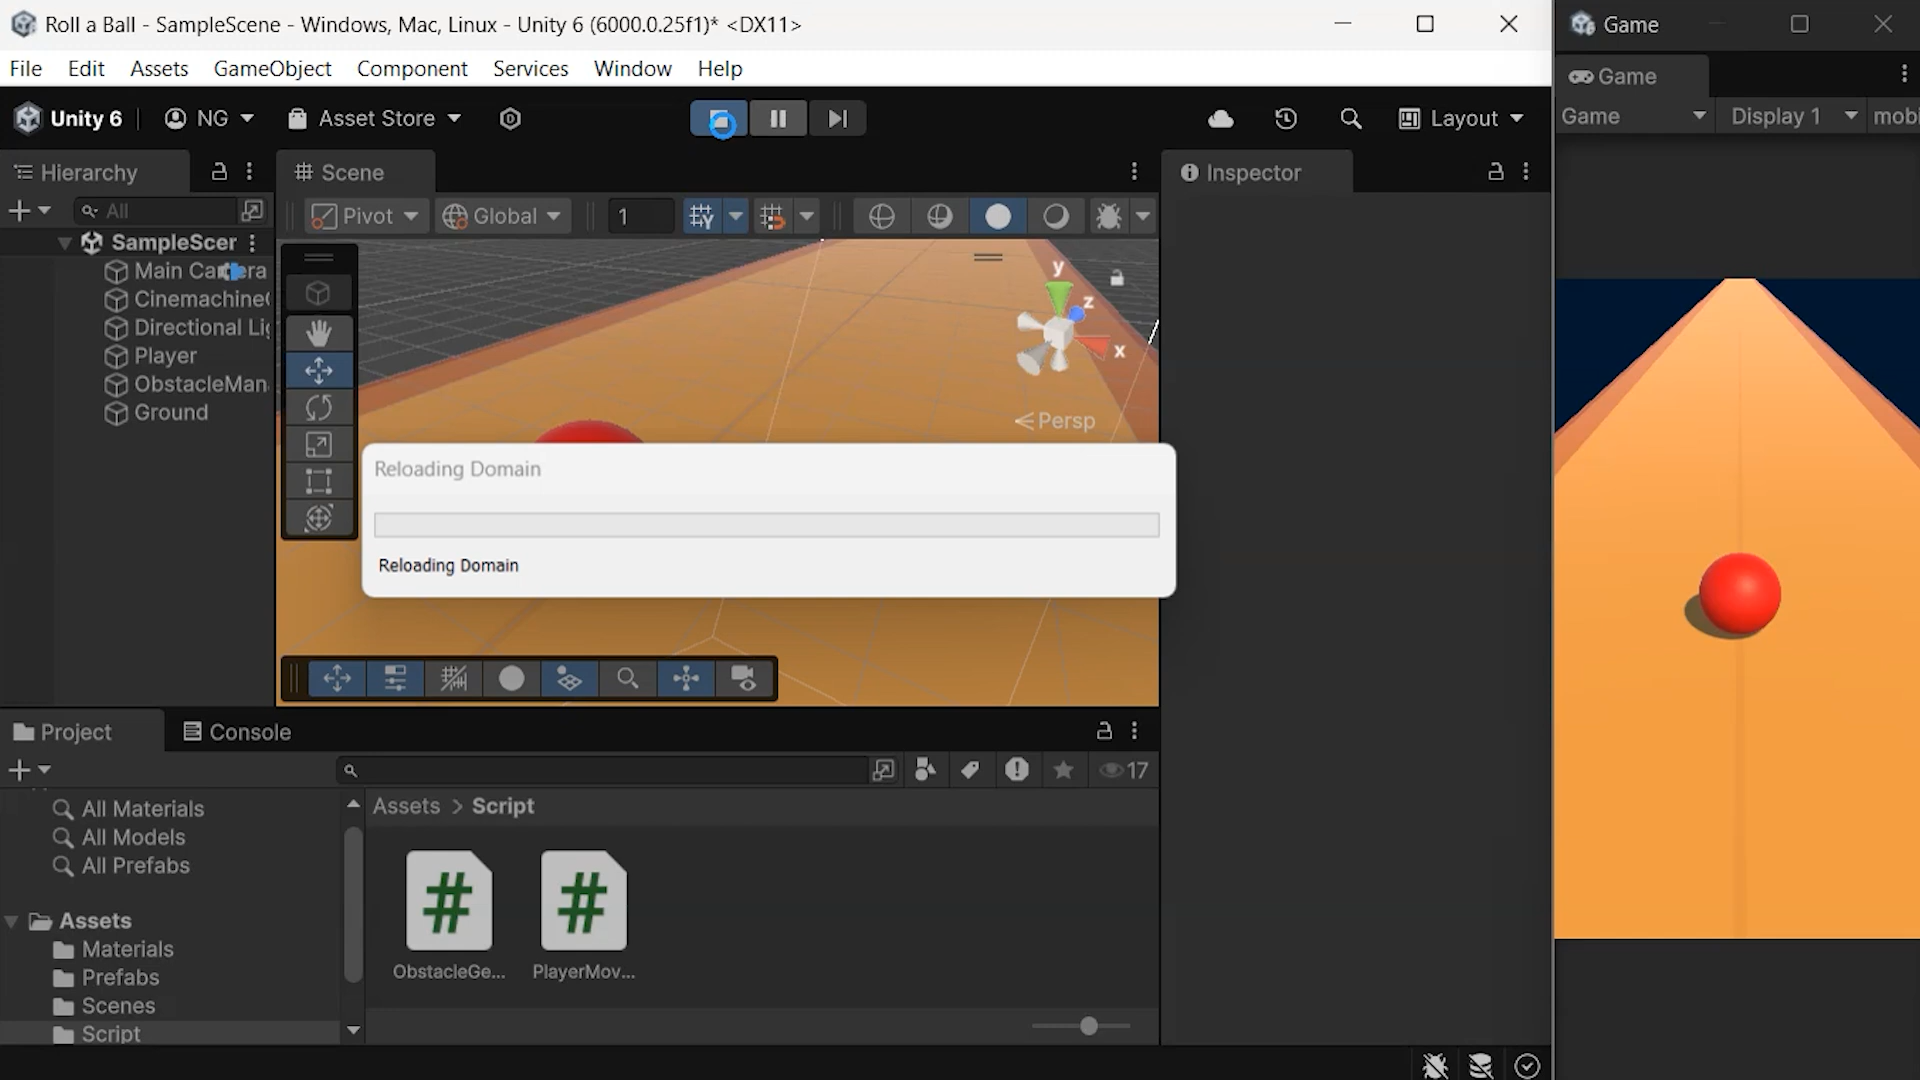 Roll a Ball - SampleScene - Windows, Mac, Linux - Unity 6 (6000.0.25f1)* <DX11>
Game
File Edit Assets GameObject Component Services Window Help
Game
Unity 6 NG Asset Store Layout
Game Display 1 mobi
Hierarchy
Scene
Inspector
All
Pivot Global 1
SampleScer
Main Camera
Cinemachine(
Directional Lig
Player
ObstacleMan
Ground
y
z
x
Persp
Reloading Domain
Reloading Domain
Project Console
17
All Materials
All Models
All Prefabs
Assets
Materials
Prefabs
Scenes
Script
Assets > Script
ObstacleGe... PlayerMov...